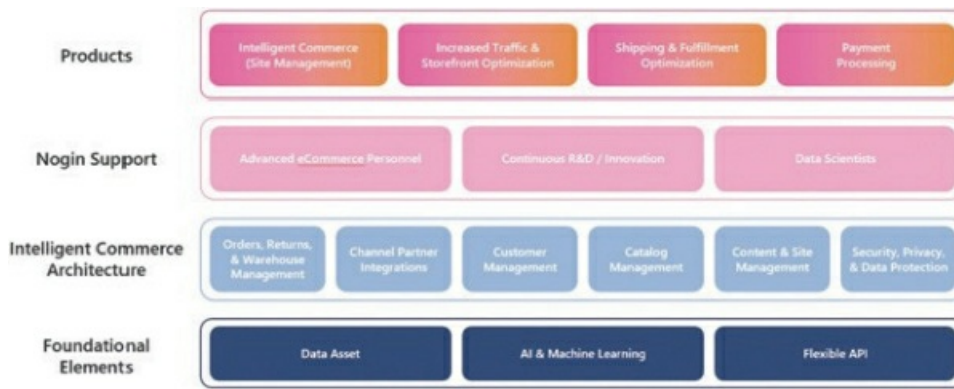 Products
Intelligent Commerce
(Site Management)
Increased Traffic &
Storefront Optimization
Shipping & Fulfillment
Optimization
Payment
Processing
Nogin Support
Advanced eCommerce Personnel
Continuous R&D / Innovation
Data Scientists
Intelligent Commerce
Architecture
Orders, Returns,
& Warehouse
Management
Channel Partner
Integrations
Customer
Management
Catalog
Management
Content & Site
Management
Security, Privacy,
& Data Protection
Foundational
Elements
Data Asset
AI & Machine Learning
Flexible API